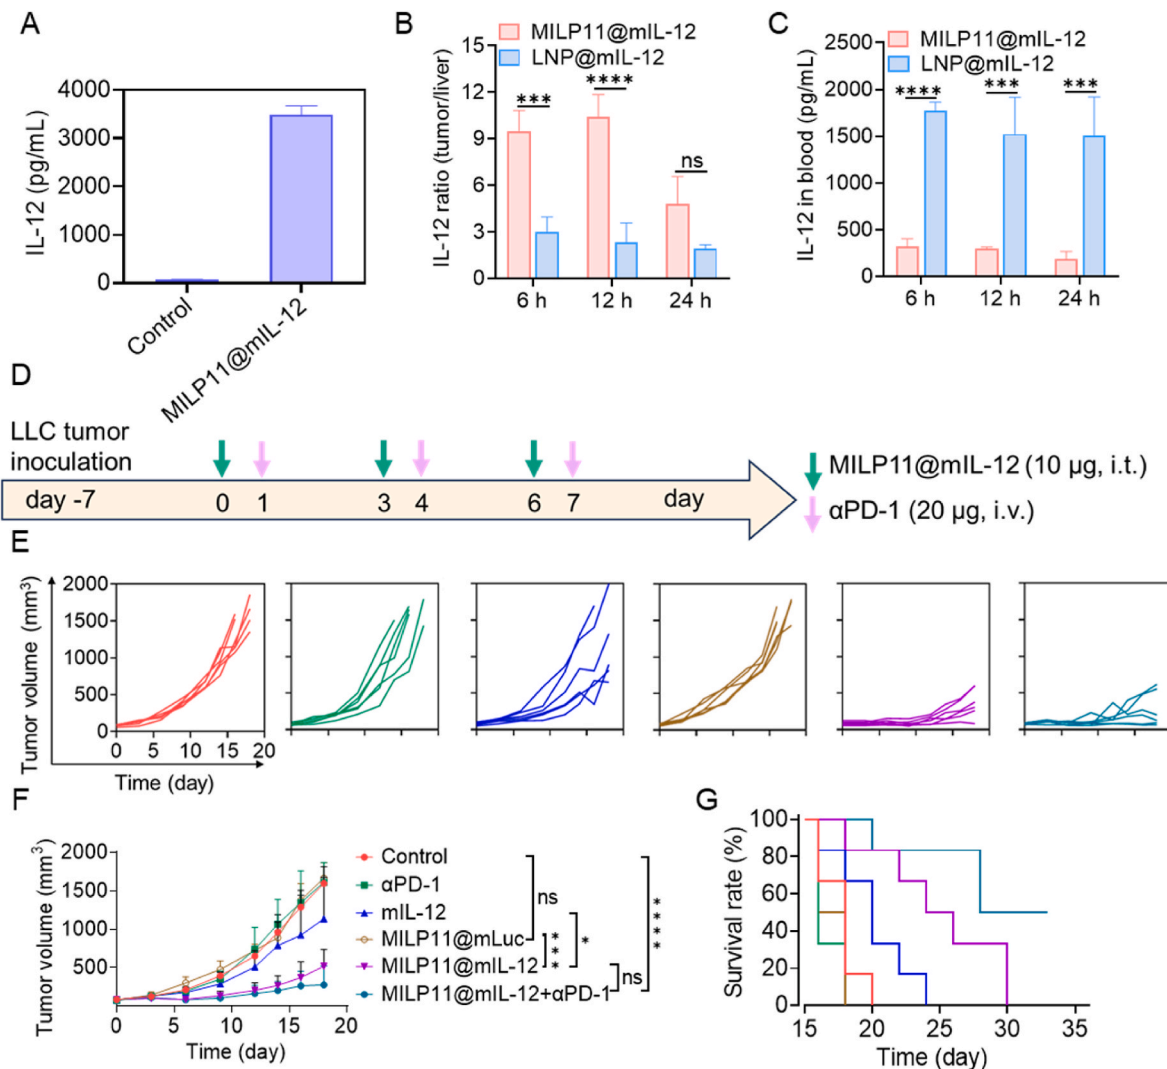 A
IL-12 (pg/mL)
4000
3000
2000
1000
0
Control
MILP11@mIL-12
B
MILP11@mIL-12
LNP@mIL-12
IL-12 ratio (tumor/liver)
15
12
9
6
3
0
***
****
ns
6 h
12 h
24 h
C
MILP11@mIL-12
LNP@mIL-12
IL-12 in blood (pg/mL)
2500
2000
1500
1000
500
0
****
***
***
6 h
12 h
24 h
D
LLC tumor
inoculation
day -7
0
1
3
4
6
7
day
MILP11@mIL-12 (10 μg, i.t.)
αPD-1 (20 μg, i.v.)
E
Tumor volume (mm³)
2000
1500
1000
500
0
0 5 10 15 20
Time (day)
F
Tumor volume (mm³)
2000
1500
1000
500
0 5 10 15 20
Time (day)
Control
αPD-1
mIL-12
MILP11@mLuc
MILP11@mIL-12
MILP11@mIL-12+αPD-1
ns
***
*
ns
****
G
Survival rate (%)
100
80
60
40
20
0
15 20 25 30 35
Time (day)